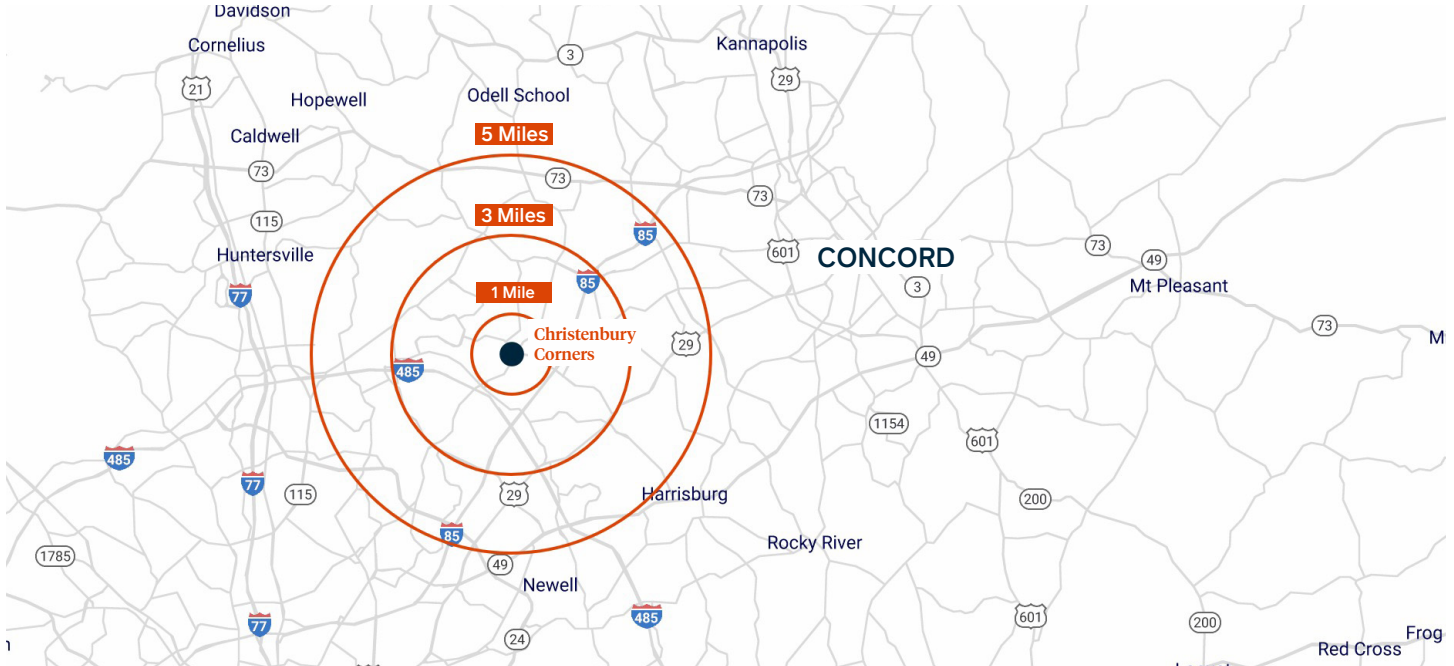 Davidson
Cornelius
Kannapolis
3
29
21
Hopewell
Odell School
Caldwell
5 Miles
73
73
73
115
3 Miles
85
Huntersville
601
CONCORD
73
49
3
Mt Pleasant
77
85
1 Mile
73
Christenbury
Corners
29
49
485
1154
601
485
77
115
29
Harrisburg
200
85
Rocky River
1785
49
Newell
77
485
601
200
24
Frog
Red Cross